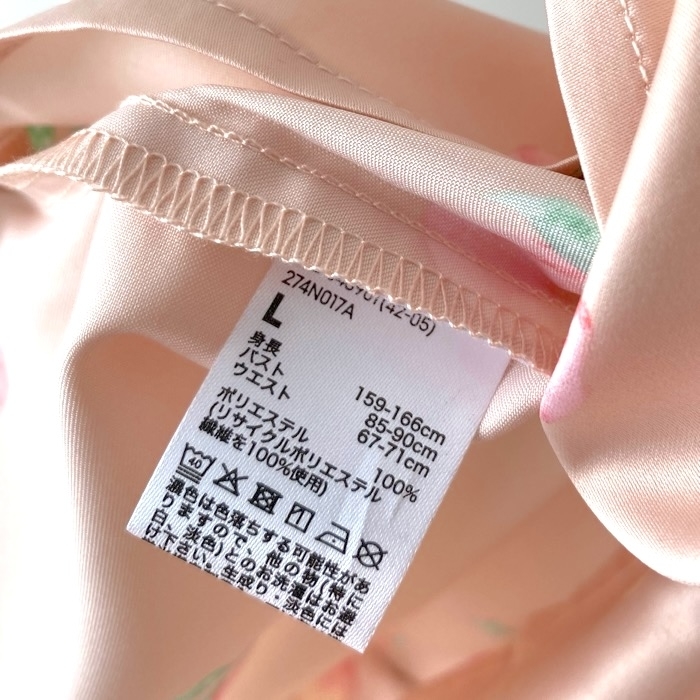 274N017A
(42-05)
L
身長 159-166cm
バスト 85-90cm
ウエスト 67-71cm
ポリエステル 100%
(リサイクルポリエステル
繊維を100%使用)
40
濃色は色落ちする可能性があ
りますので、他の物(特に
白、淡色)とのお洗濯はお避
け下さい。生成り・淡色に